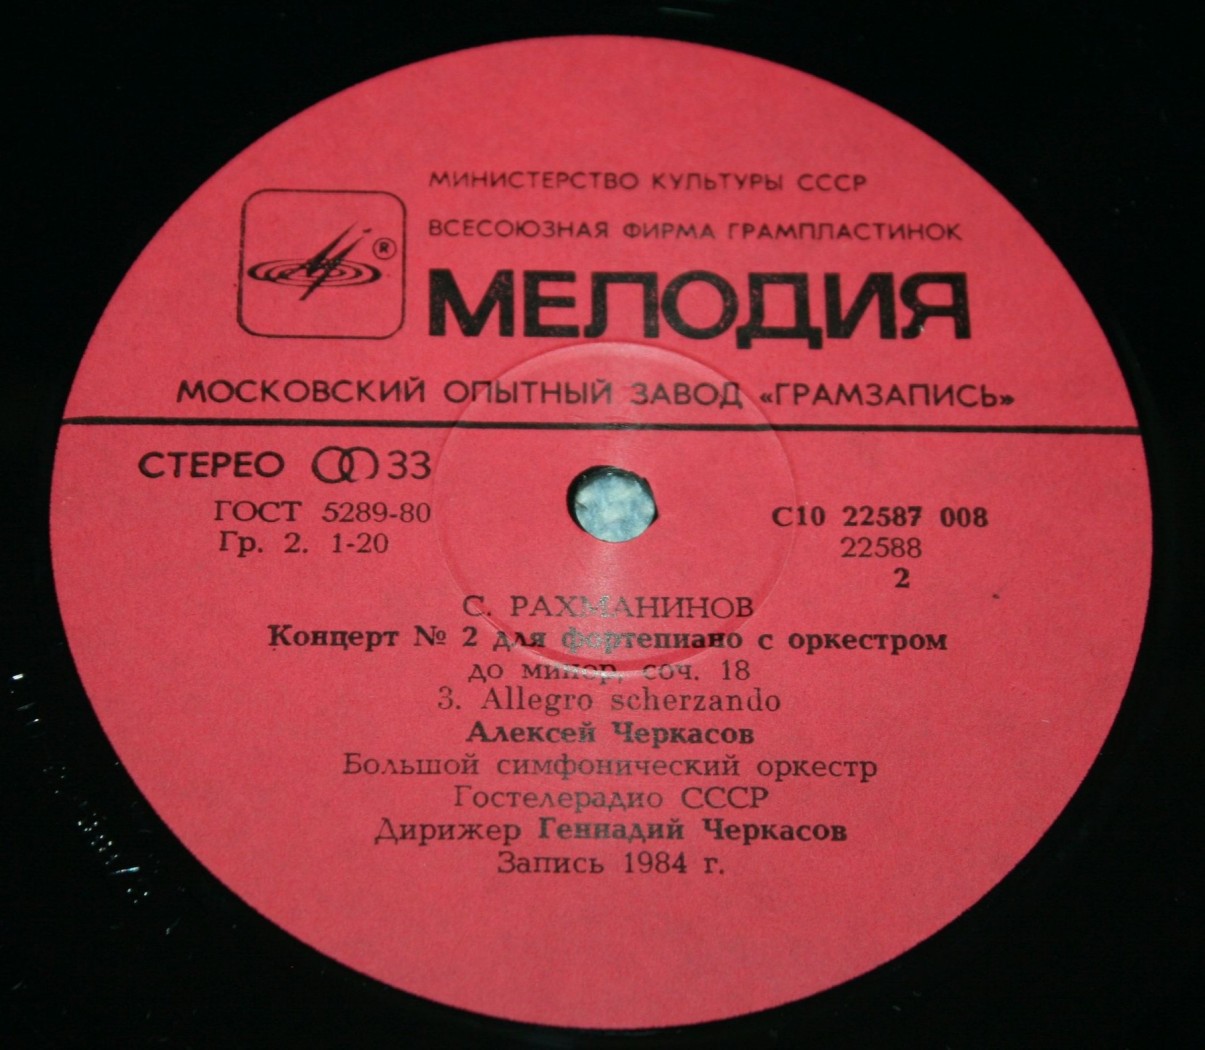 МИНИСТЕРСТВО КУЛЬТУРЫ СССР
ВСЕСОЮЗНАЯ ФИРМА ГРАМПЛАСТИНОК
®
МЕЛОДИЯ
МОСКОВСКИЙ ОПЫТНЫЙ ЗАВОД «ГРАМЗАПИСЬ»
СТЕРЕО 33
ГОСТ 5289-80
Гр. 2. 1-20
С10 22587 008
22588
2
С. РАХМАНИНОВ
Концерт № 2 для фортепиано с оркестром
до минор, соч. 18
3. Allegro scherzando
Алексей Черкасов
Большой симфонический оркестр
Гостелерадио СССР
Дирижер Геннадий Черкасов
Запись 1984 г.